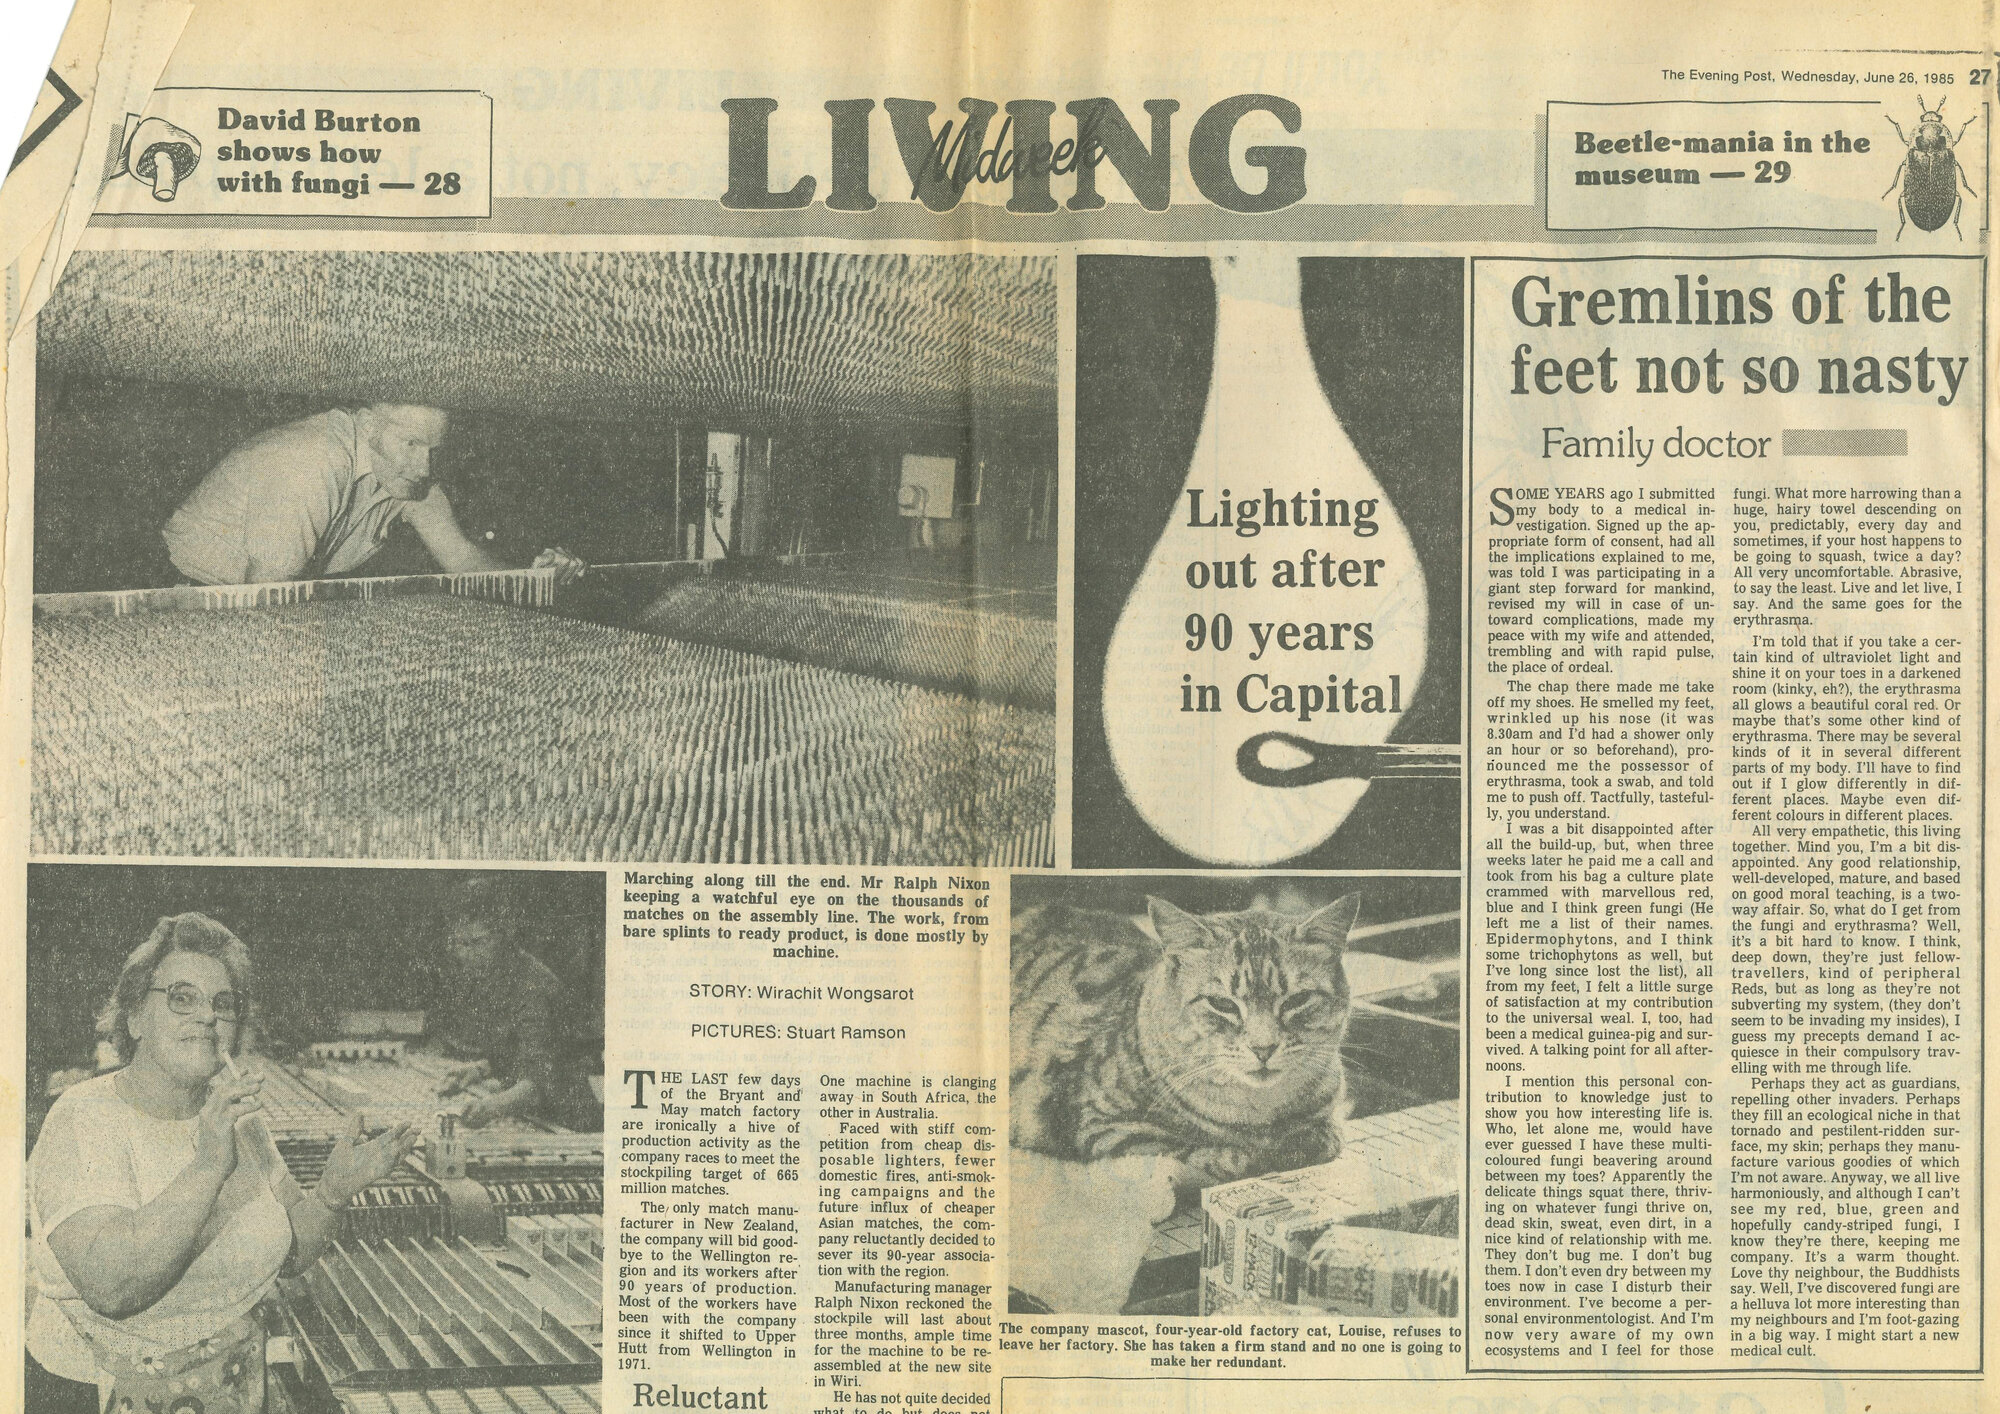 The Evening Post, Wednesday, June 26, 1985 27
David Burton
shows how
with fungi — 28
LIVING
Midweek
Beetle-mania in the
museum — 29
Lighting
out after
90 years
in Capital
Marching along till the end. Mr Ralph Nixon
keeping a watchful eye on the thousands of
matches on the assembly line. The work, from
bare splints to ready product, is done mostly by
machine.
STORY: Wirachit Wongsarot
PICTURES: Stuart Ramson
THE LAST few days
of the Bryant and
May match factory
are ironically a hive of
production activity as the
company races to meet the
stockpiling target of 665
million matches.
The only match manu-
facturer in New Zealand,
the company will bid good-
bye to the Wellington re-
gion and its workers after
90 years of production.
Most of the workers have
been with the company
since it shifted to Upper
Hutt from Wellington in
1971.
Reluctant
One machine is clanging
away in South Africa, the
other in Australia.
Faced with stiff com-
petition from cheap dis-
posable lighters, fewer
domestic fires, anti-smok-
ing campaigns and the
future influx of cheaper
Asian matches, the com-
pany reluctantly decided to
sever its 90-year associa-
tion with the region.
Manufacturing manager
Ralph Nixon reckoned the
stockpile will last about
three months, ample time
for the machine to be re-
assembled at the new site
in Wiri.
He has not quite decided
what to do but does not
The company mascot, four-year-old factory cat, Louise, refuses to
leave her factory. She has taken a firm stand and no one is going to
make her redundant.
Gremlins of the
feet not so nasty
Family doctor
SOME YEARS ago I submitted
my body to a medical in-
vestigation. Signed up the ap-
propriate form of consent, had all
the implications explained to me,
was told I was participating in a
giant step forward for mankind,
revised my will in case of un-
toward complications, made my
peace with my wife and attended,
trembling and with rapid pulse,
the place of ordeal.
The chap there made me take
off my shoes. He smelled my feet,
wrinkled up his nose (it was
8.30am and I'd had a shower only
an hour or so beforehand), pro-
nounced me the possessor of
erythrasma, took a swab, and told
me to push off. Tactfully, tasteful-
ly, you understand.
I was a bit disappointed after
all the build-up, but, when three
weeks later he paid me a call and
took from his bag a culture plate
crammed with marvellous red,
blue and I think green fungi (He
left me a list of their names.
Epidermophytons, and I think
some trichophytons as well, but
I've long since lost the list), all
from my feet, I felt a little surge
of satisfaction at my contribution
to the universal weal. I, too, had
been a medical guinea-pig and sur-
vived. A talking point for all after-
noons.
I mention this personal con-
tribution to knowledge just to
show you how interesting life is.
Who, let alone me, would have
ever guessed I have these multi-
coloured fungi beavering around
between my toes? Apparently the
delicate things squat there, thriv-
ing on whatever fungi thrive on,
dead skin, sweat, even dirt, in a
nice kind of relationship with me.
They don't bug me. I don't bug
them. I don't even dry between my
toes now in case I disturb their
environment. I've become a per-
sonal environmentologist. And I'm
now very aware of my own
ecosystems and I feel for those
fungi. What more harrowing than a
huge, hairy towel descending on
you, predictably, every day and
sometimes, if your host happens to
be going to squash, twice a day?
All very uncomfortable. Abrasive,
to say the least. Live and let live, I
say. And the same goes for the
erythrasma.
I'm told that if you take a cer-
tain kind of ultraviolet light and
shine it on your toes in a darkened
room (kinky, eh?), the erythrasma
all glows a beautiful coral red. Or
maybe that's some other kind of
erythrasma. There may be several
kinds of it in several different
parts of my body. I'll have to find
out if I glow differently in dif-
ferent places. Maybe even dif-
ferent colours in different places.
All very empathetic, this living
together. Mind you, I'm a bit dis-
appointed. Any good relationship,
well-developed, mature, and based
on good moral teaching, is a two-
way affair. So, what do I get from
the fungi and erythrasma? Well,
it's a bit hard to know. I think,
deep down, they're just fellow-
travellers, kind of peripheral
Reds, but as long as they're not
subverting my system, (they don't
seem to be invading my insides), I
guess my precepts demand I ac-
quiesce in their compulsory trav-
elling with me through life.
Perhaps they act as guardians,
repelling other invaders. Perhaps
they fill an ecological niche in that
tornado and pestilent-ridden sur-
face, my skin; perhaps they manu-
facture various goodies of which
I'm not aware. Anyway, we all live
harmoniously, and although I can't
see my red, blue, green and
hopefully candy-striped fungi, I
know they're there, keeping me
company. It's a warm thought.
Love thy neighbour, the Buddhists
say. Well, I've discovered fungi are
a helluva lot more interesting than
my neighbours and I'm foot-gazing
in a big way. I might start a new
medical cult.